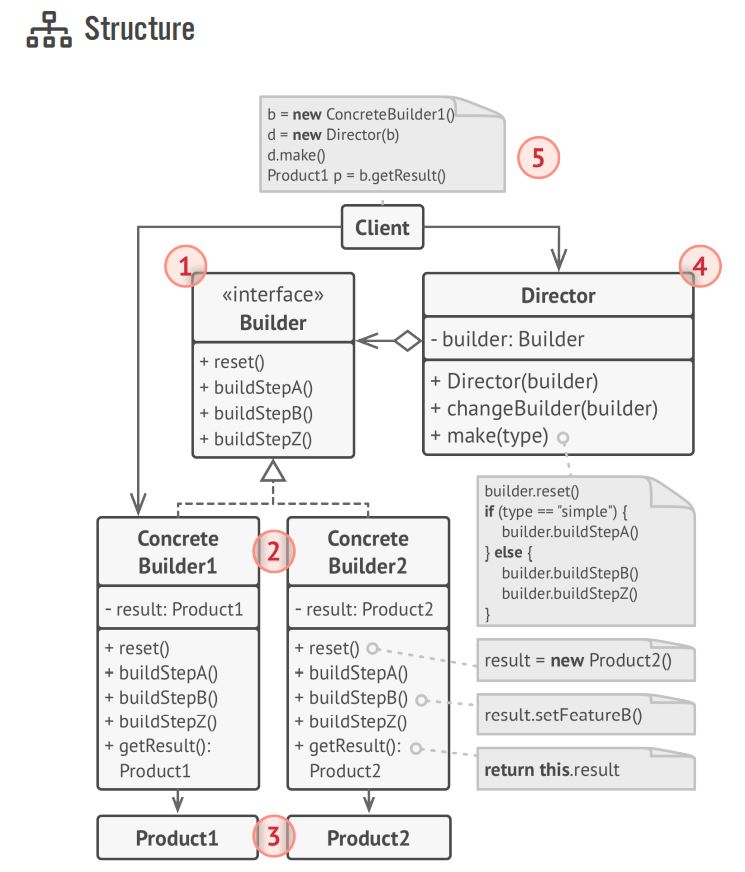 Structure
b = new ConcreteBuilder1()
d = new Director(b)
d.make()
Product1 p = b.getResult()
5
Client
1
«interface»
Builder
+ reset()
+ buildStepA()
+ buildStepB()
+ buildStepZ()
4
Director
- builder: Builder
+ Director(builder)
+ changeBuilder(builder)
+ make(type)
builder.reset()
if (type == "simple") {
builder.buildStepA()
} else {
builder.buildStepB()
builder.buildStepZ()
}
2
Concrete
Builder1
- result: Product1
+ reset()
+ buildStepA()
+ buildStepB()
+ buildStepZ()
+ getResult():
Product1
Concrete
Builder2
- result: Product2
+ reset()
+ buildStepA()
+ buildStepB()
+ buildStepZ()
+ getResult():
Product2
result = new Product2()
result.setFeatureB()
return this.result
3
Product1
Product2